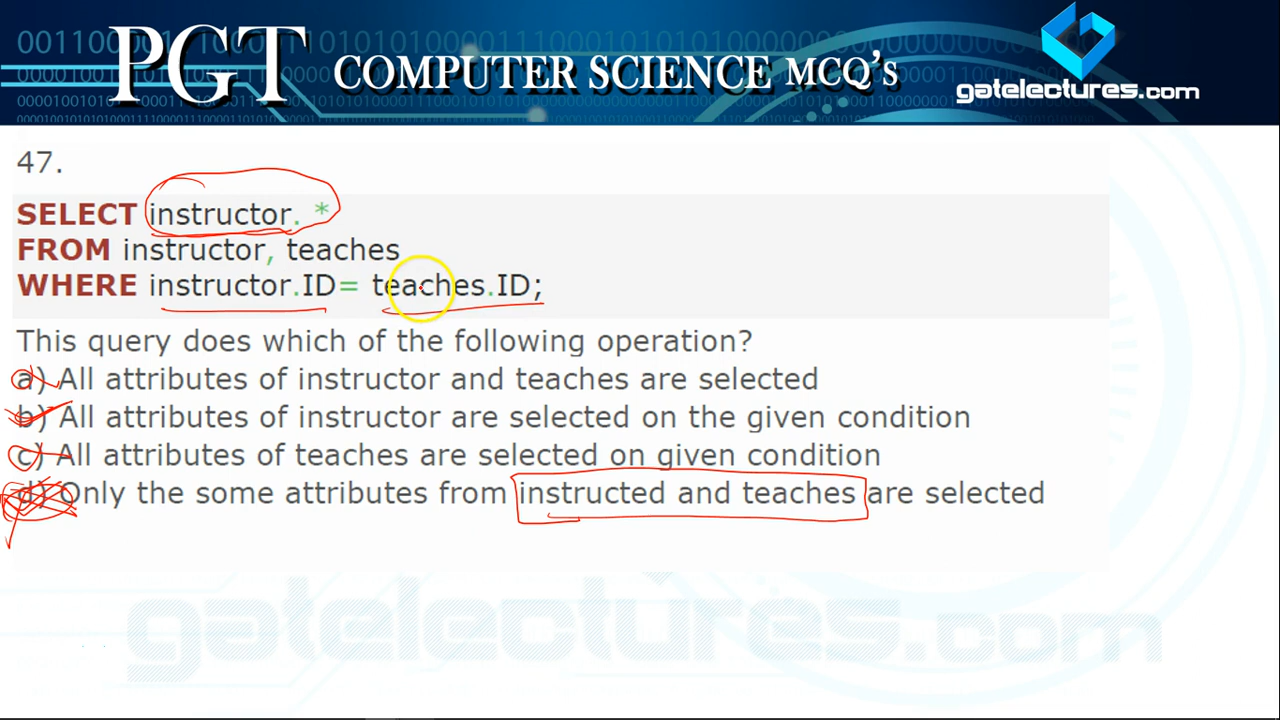 PGT COMPUTER SCIENCE MCQ's
gatelectures.com
47.
SELECT instructor. *
FROM instructor, teaches
WHERE instructor.ID= teaches.ID;
This query does which of the following operation?
a) All attributes of instructor and teaches are selected
b) All attributes of instructor are selected on the given condition
c) All attributes of teaches are selected on given condition
d) Only the some attributes from instructed and teaches are selected
gatelectures.com